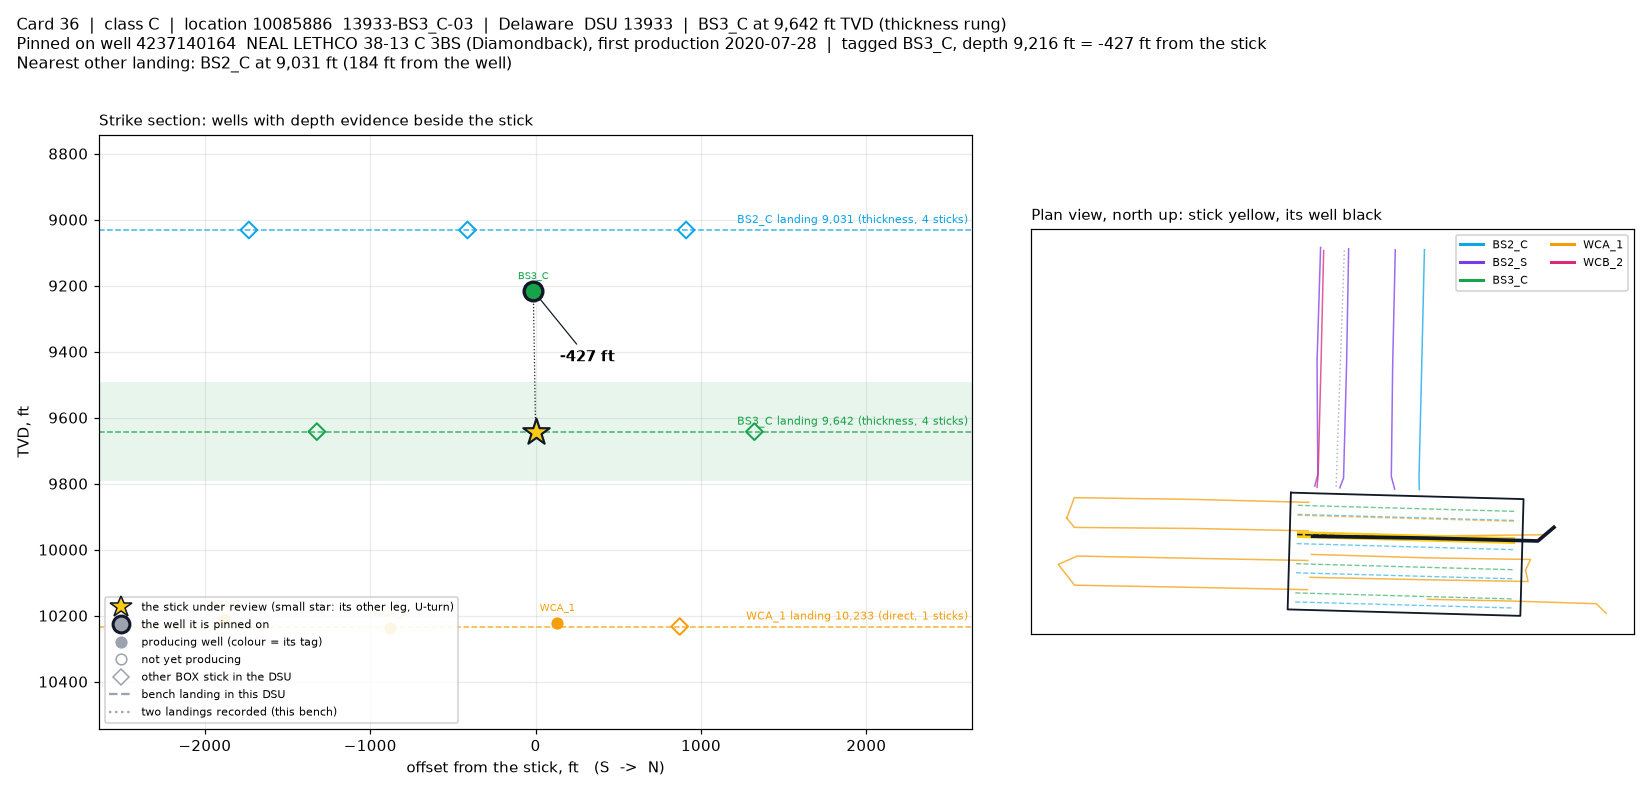 Card 36  |  class C  |  location 10085886  13933-BS3_C-03  |  Delaware  DSU 13933  |  BS3_C at 9,642 ft TVD (thickness rung)
Pinned on well 4237140164  NEAL LETHCO 38-13 C 3BS (Diamondback), first production 2020-07-28  |  tagged BS3_C, depth 9,216 ft = -427 ft from the stick
Nearest other landing: BS2_C at 9,031 ft (184 ft from the well)
Strike section: wells with depth evidence beside the stick
8800
9000
9200
9400
9600
9800
10000
10200
10400
TVD, ft
BS2_C landing 9,031 (thickness, 4 sticks)
BS3_C
-427 ft
BS3_C landing 9,642 (thickness, 4 sticks)
WCA_1
WCA_1 landing 10,233 (direct, 1 sticks)
the stick under review (small star: its other leg, U-turn)
the well it is pinned on
producing well (colour = its tag)
not yet producing
other BOX stick in the DSU
bench landing in this DSU
two landings recorded (this bench)
−2000
−1000
0
1000
2000
offset from the stick, ft   (S  ->  N)
Plan view, north up: stick yellow, its well black
BS2_C
BS2_S
BS3_C
WCA_1
WCB_2